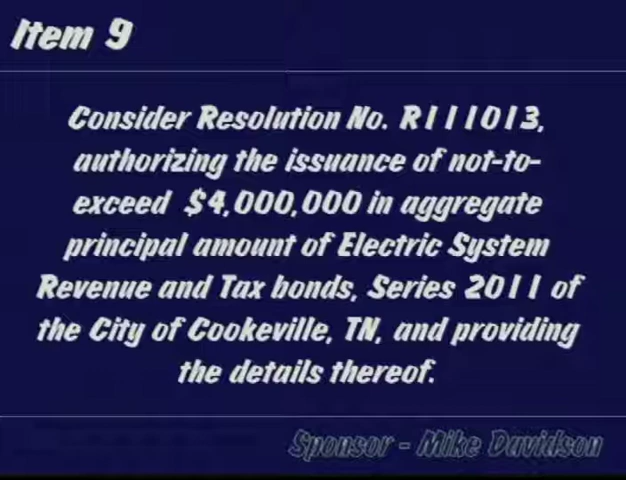 Item 9
Consider Resolution No. R111013,
authorizing the issuance of not-to-
exceed $4,000,000 in aggregate
principal amount of Electric System
Revenue and Tax bonds, Series 2011 of
the City of Cookeville, TN, and providing
the details thereof.
Sponsor - Mike Davidson